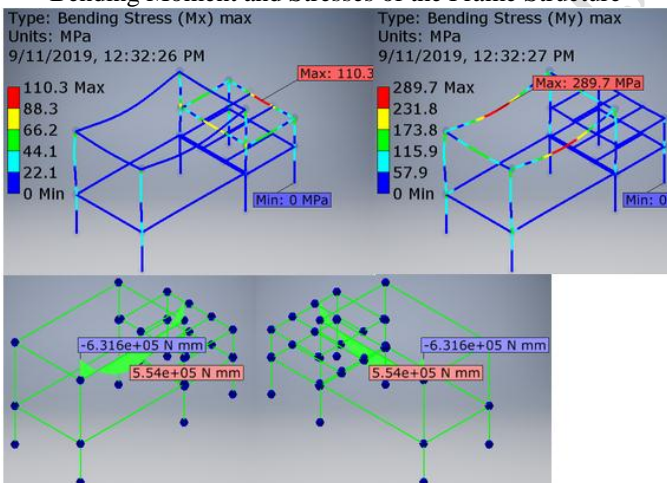 Bending Moment and Stresses of the Frame Structure
Type: Bending Stress (Mx) max
Units: MPa
9/11/2019, 12:32:26 PM
110.3 Max
88.3
66.2
44.1
22.1
0 Min
Max: 110.3
Min: 0 MPa
Type: Bending Stress (My) max
Units: MPa
9/11/2019, 12:32:27 PM
289.7 Max
231.8
173.8
115.9
57.9
0 Min
Max: 289.7 MPa
Min: 0
-6.316e+05 N mm
5.54e+05 N mm
-6.316e+05 N mm
5.54e+05 N mm